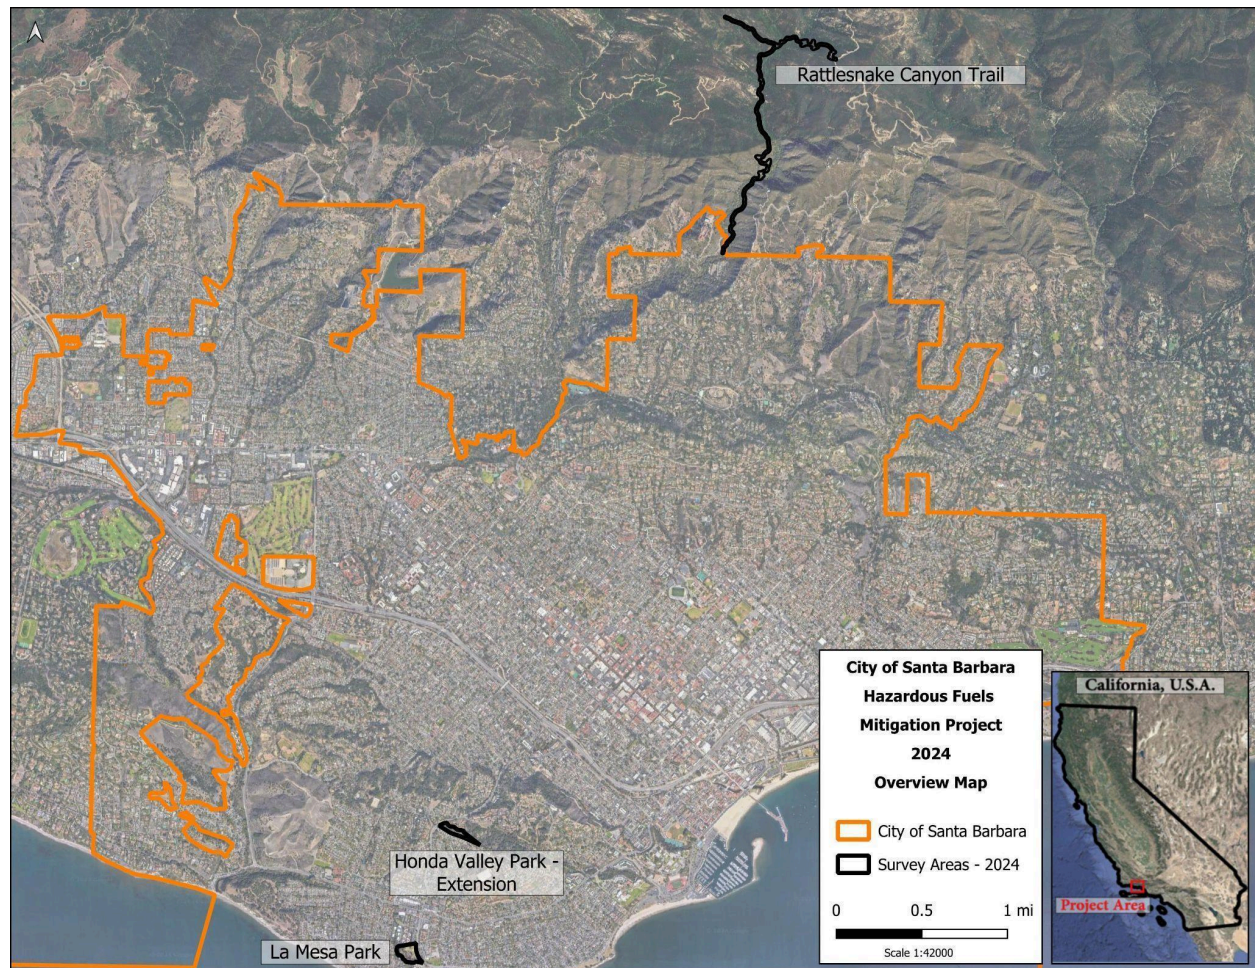 Rattlesnake Canyon Trail
Honda Valley Park -
Extension
La Mesa Park
City of Santa Barbara
Hazardous Fuels
Mitigation Project
2024
Overview Map
City of Santa Barbara
Survey Areas - 2024
0 0.5 1 mi
Scale 1:42000
California, U.S.A.
Project Area